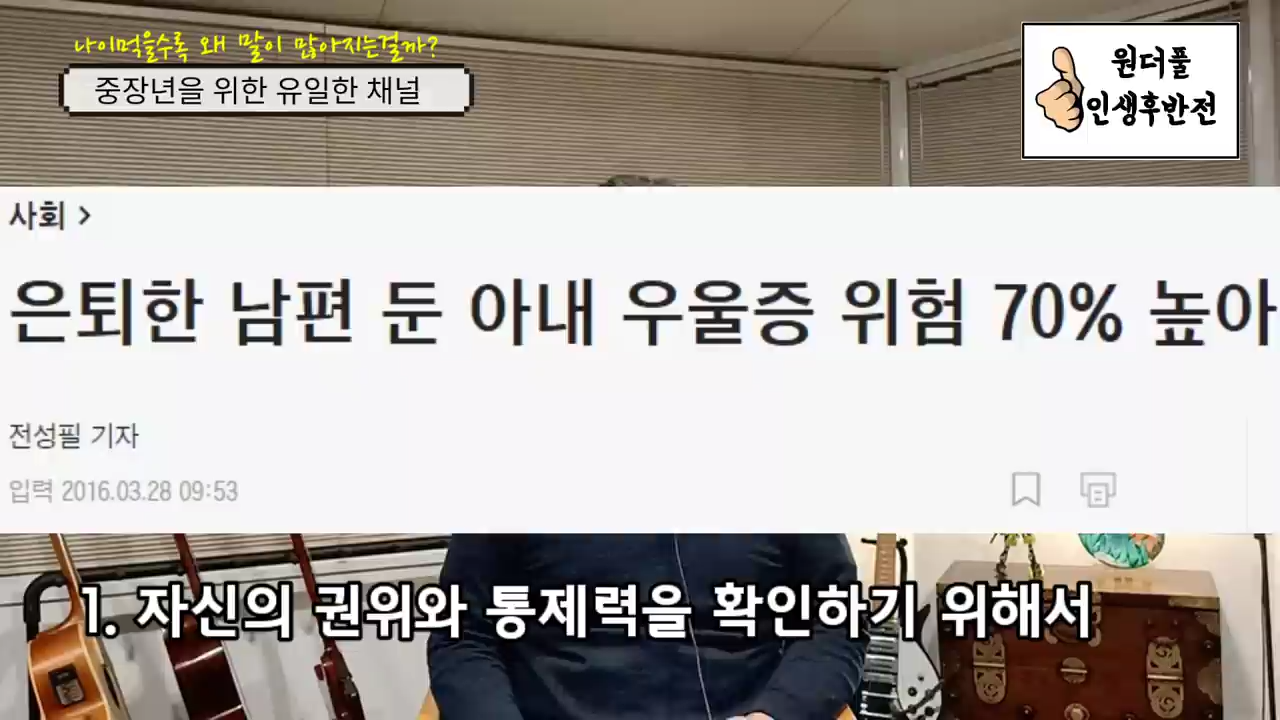 나이먹을수록 왜 말이 많아지는걸까?
중장년을 위한 유일한 채널
원더풀
인생후반전
사회 >
은퇴한 남편 둔 아내 우울증 위험 70% 높아
전성필 기자
입력 2016.03.28 09:53
1. 자신의 권위와 통제력을 확인하기 위해서